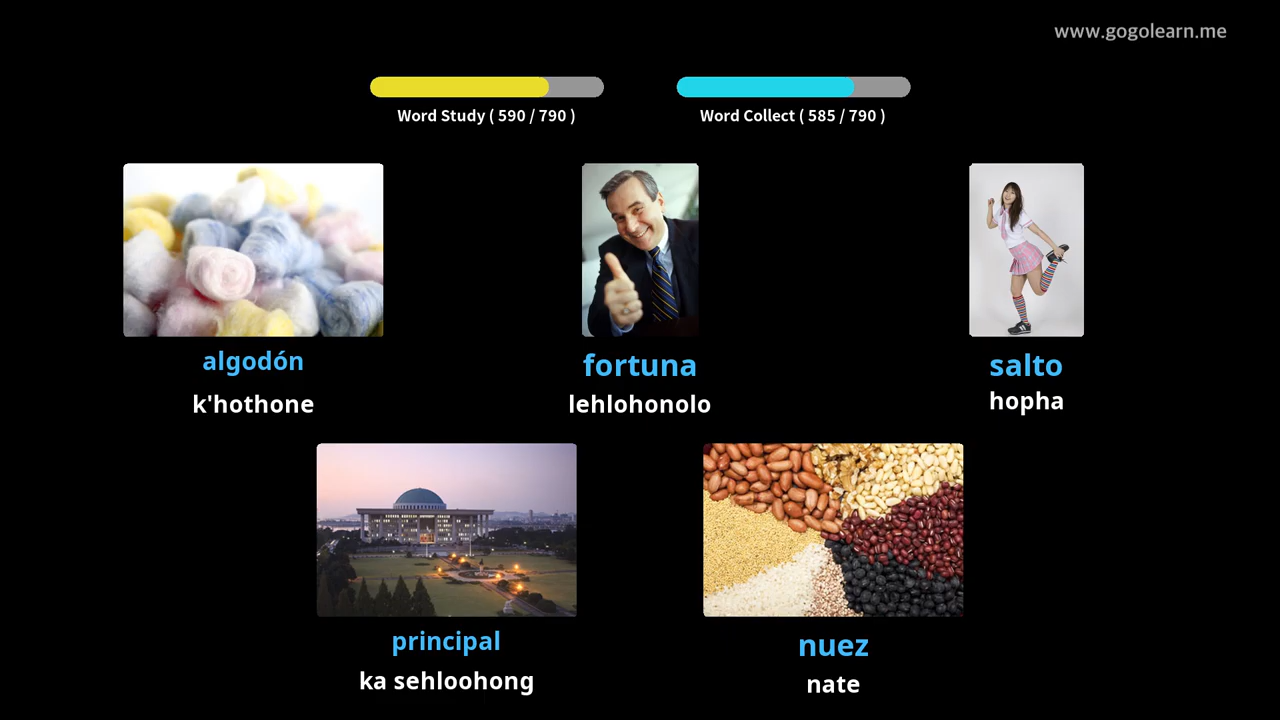 www.gogolearn.me
Word Study ( 590 / 790 )
Word Collect ( 585 / 790 )
algodón
k'hothone
fortuna
lehlohonolo
salto
hopha
principal
ka sehloohong
nuez
nate